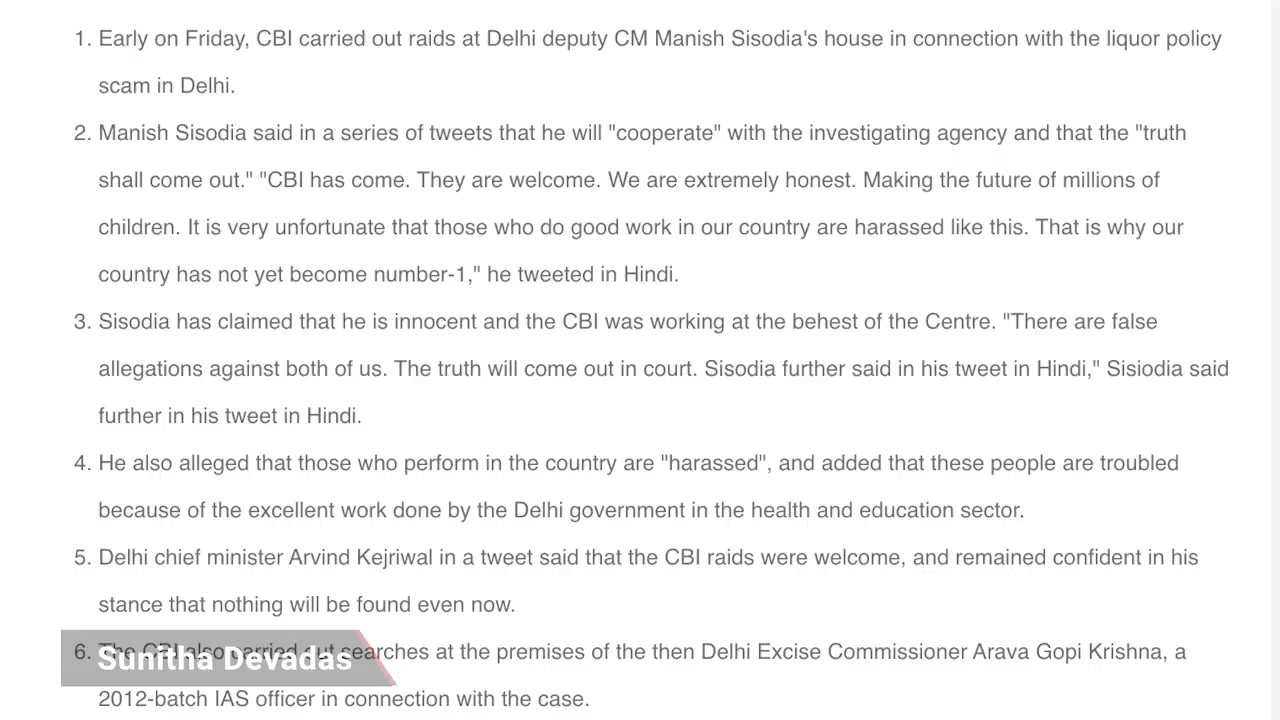 1. Early on Friday, CBI carried out raids at Delhi deputy CM Manish Sisodia's house in connection with the liquor policy
scam in Delhi.
2. Manish Sisodia said in a series of tweets that he will "cooperate" with the investigating agency and that the "truth
shall come out." "CBI has come. They are welcome. We are extremely honest. Making the future of millions of
children. It is very unfortunate that those who do good work in our country are harassed like this. That is why our
country has not yet become number-1," he tweeted in Hindi.
3. Sisodia has claimed that he is innocent and the CBI was working at the behest of the Centre. "There are false
allegations against both of us. The truth will come out in court. Sisodia further said in his tweet in Hindi," Sisiodia said
further in his tweet in Hindi.
4. He also alleged that those who perform in the country are "harassed", and added that these people are troubled
because of the excellent work done by the Delhi government in the health and education sector.
5. Delhi chief minister Arvind Kejriwal in a tweet said that the CBI raids were welcome, and remained confident in his
stance that nothing will be found even now.
6. The CBI also carried out searches at the premises of the then Delhi Excise Commissioner Arava Gopi Krishna, a
Sunitha Devadas
2012-batch IAS officer in connection with the case.